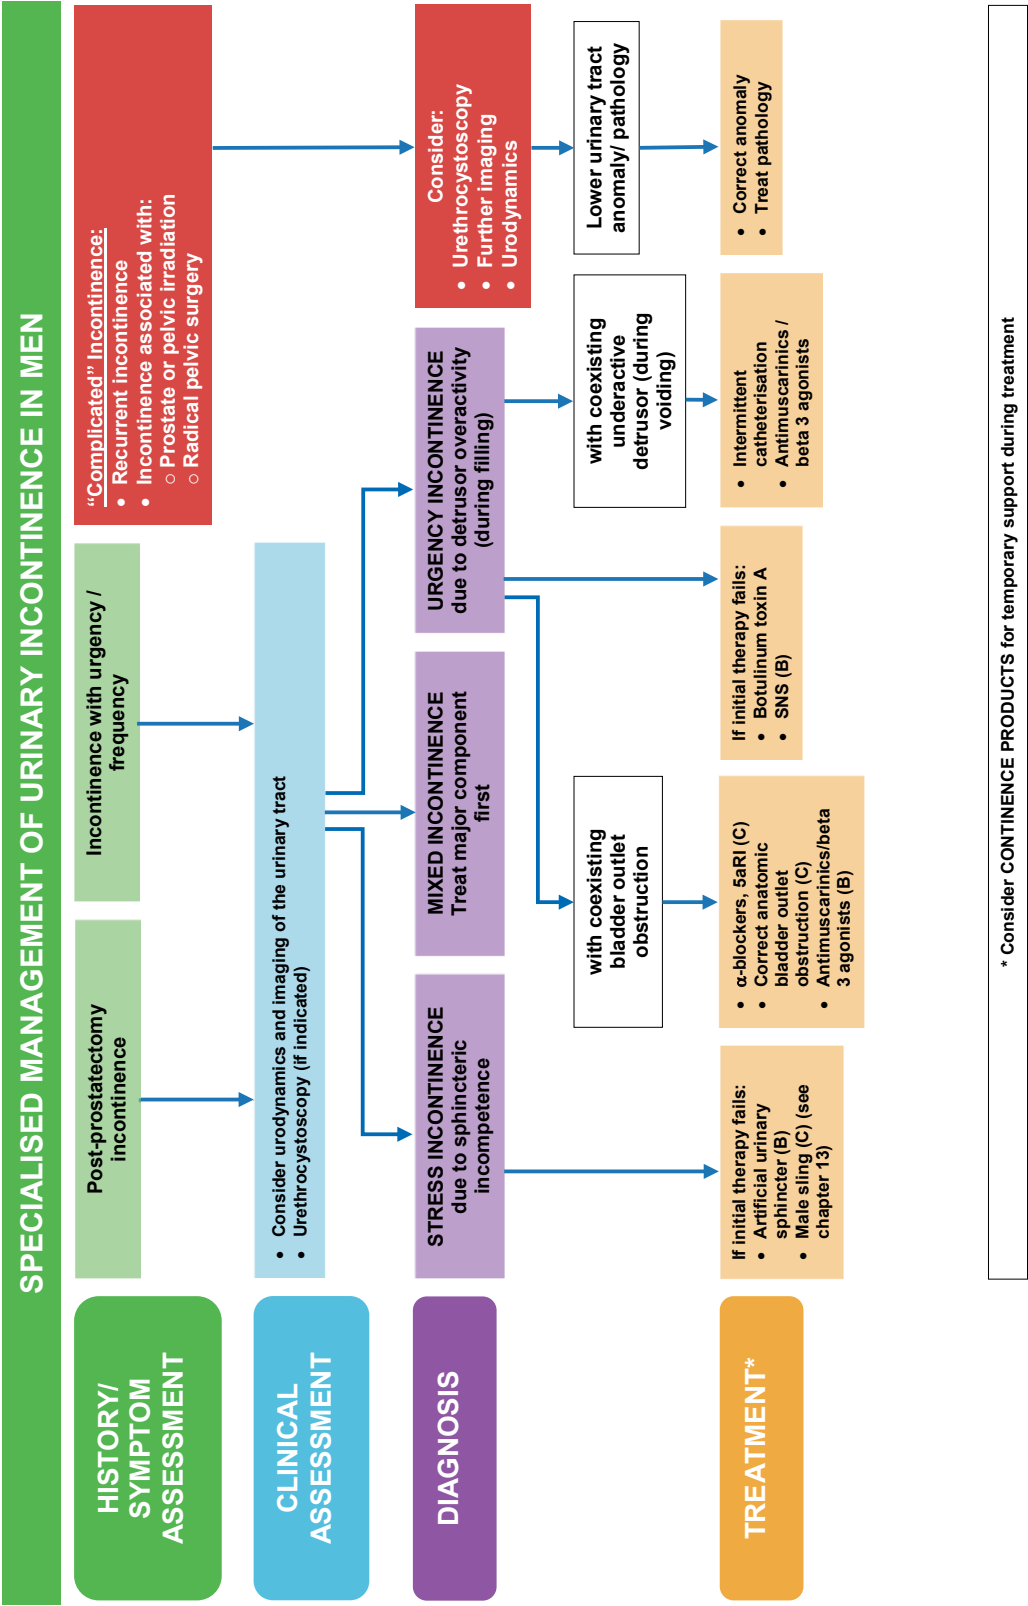 SPECIALISED MANAGEMENT OF URINARY INCONTINENCE IN MEN
HISTORY/
SYMPTOM
ASSESSMENT
Post-prostatectomy
incontinence
Incontinence with urgency /
frequency
“Complicated” Incontinence:
• Recurrent incontinence
• Incontinence associated with:
○ Prostate or pelvic irradiation
○ Radical pelvic surgery
CLINICAL
ASSESSMENT
• Consider urodynamics and imaging of the urinary tract
• Urethrocystoscopy (if indicated)
DIAGNOSIS
STRESS INCONTINENCE
due to sphincteric
incompetence
MIXED INCONTINENCE
Treat major component
first
URGENCY INCONTINENCE
due to detrusor overactivity
(during filling)
Consider:
• Urethrocystoscopy
• Further imaging
• Urodynamics
with coexisting
bladder outlet
obstruction
with coexisting
underactive
detrusor (during
voiding)
Lower urinary tract
anomaly/ pathology
TREATMENT*
If initial therapy fails:
• Artificial urinary
sphincter (B)
• Male sling (C) (see
chapter 13)
• α-blockers, 5aRI (C)
• Correct anatomic
bladder outlet
obstruction (C)
• Antimuscarinics/beta
3 agonists (B)
If initial therapy fails:
• Botulinum toxin A
• SNS (B)
• Intermittent
catheterisation
• Antimuscarinics /
beta 3 agonists
• Correct anomaly
• Treat pathology
* Consider CONTINENCE PRODUCTS for temporary support during treatment